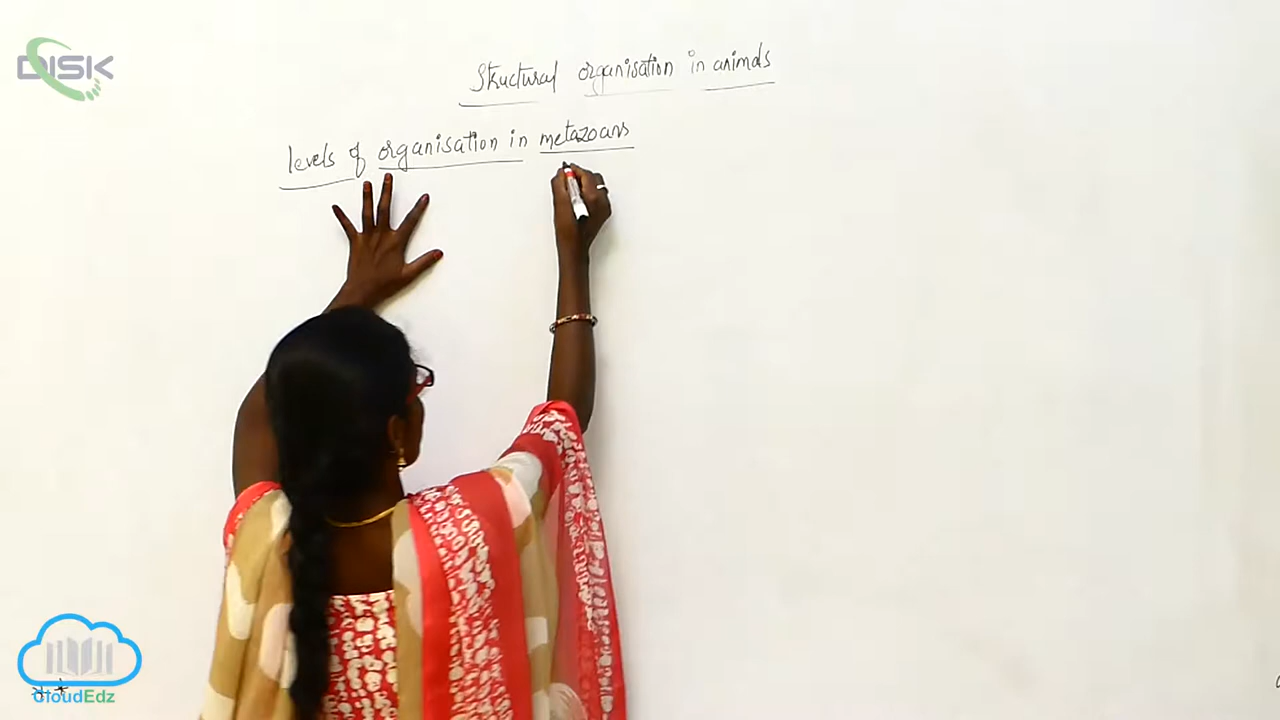 DISK
Structural organisation in animals
levels of organisation in metazoans
CloudEdz